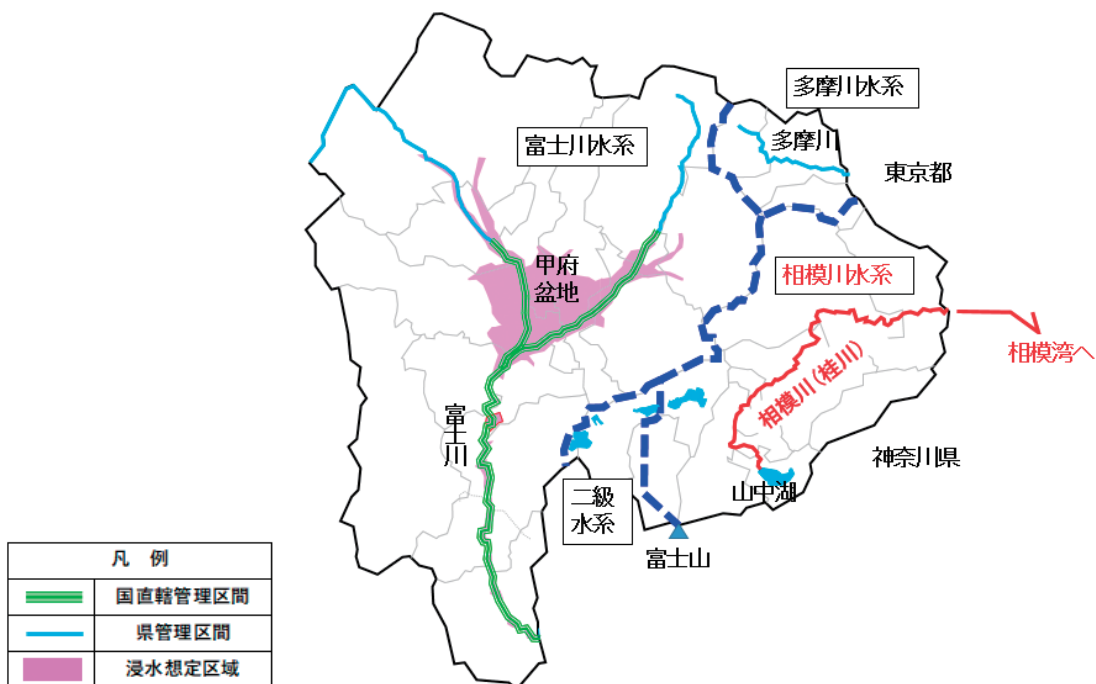 多摩川水系
富士川水系
多摩川
東京都
甲府
盆地
相模川水系
相模湾へ
相模川(桂川)
富士川
神奈川県
山中湖
二級
水系
富士山
凡 例
国直轄管理区間
県管理区間
浸水想定区域